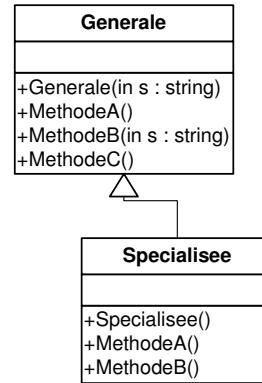 Generale
+Generale(in s : string)
+MethodeA()
+MethodeB(in s : string)
+MethodeC()
Specialisee
+Specialisee()
+MethodeA()
+MethodeB()